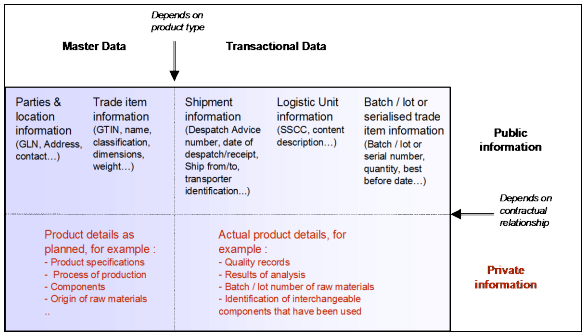 Depends on
product type
Master Data
Transactional Data
Parties &
location
information
(GLN, Address,
contact…)
Trade item
information
(GTIN, name,
classification,
dimensions,
weight…)
Shipment
information
(Despatch Advice
number, date of
despatch/receipt,
Ship from/to,
transporter
identification...)
Logistic Unit
information
(SSCC, content
description…)
Batch / lot or
serialised trade
item information
(Batch / lot or
serial number,
quantity, best
before date…)
Public
information
Depends on
contractual
relationship
Product details as
planned, for example :
- Product specifications
- Process of production
- Components
- Origin of raw materials
..
Actual product details, for
example :
- Quality records
- Results of analysis
- Batch / lot number of raw materials
- Identification of interchangeable
components that have been used
Private
information